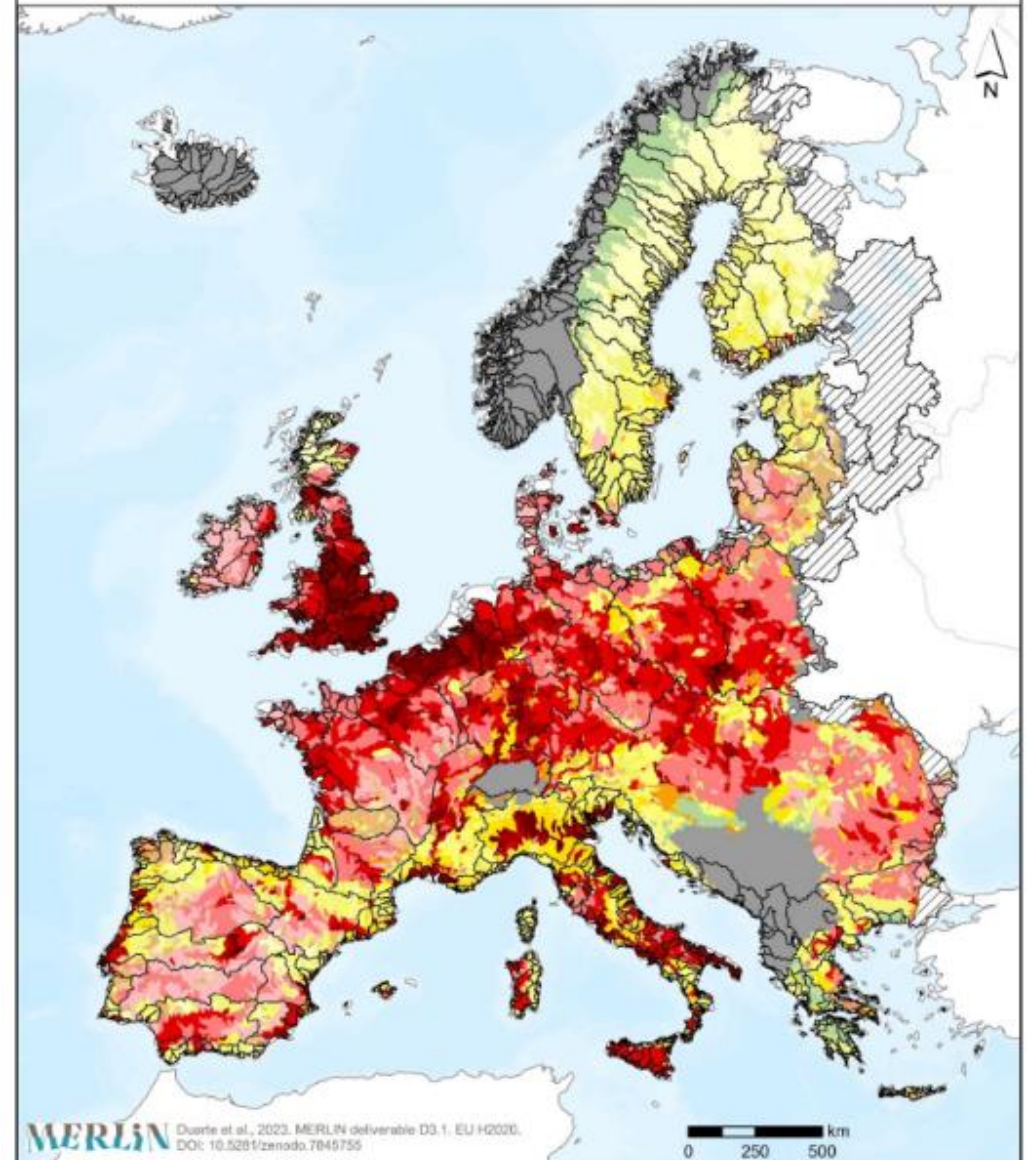 N
MERLIN
Duarte et al., 2023. MERLIN deliverable D3.1. EU H2020.
DOI: 10.5281/zenodo.7845755
km
0 250 500